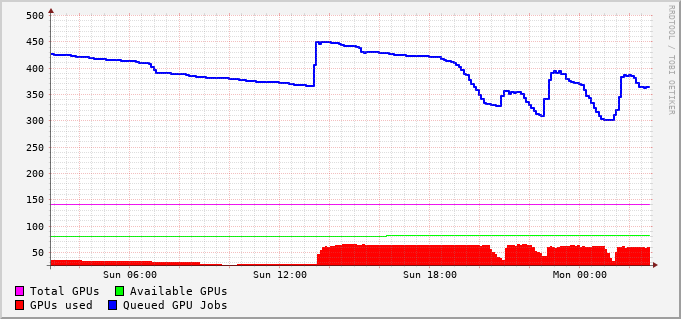 500
450
400
350
300
250
200
150
100
50
Sun 06:00 Sun 12:00 Sun 18:00 Mon 00:00
Total GPUs Available GPUs
GPUs used Queued GPU Jobs
RRDTOOL / TOBI OETIKER